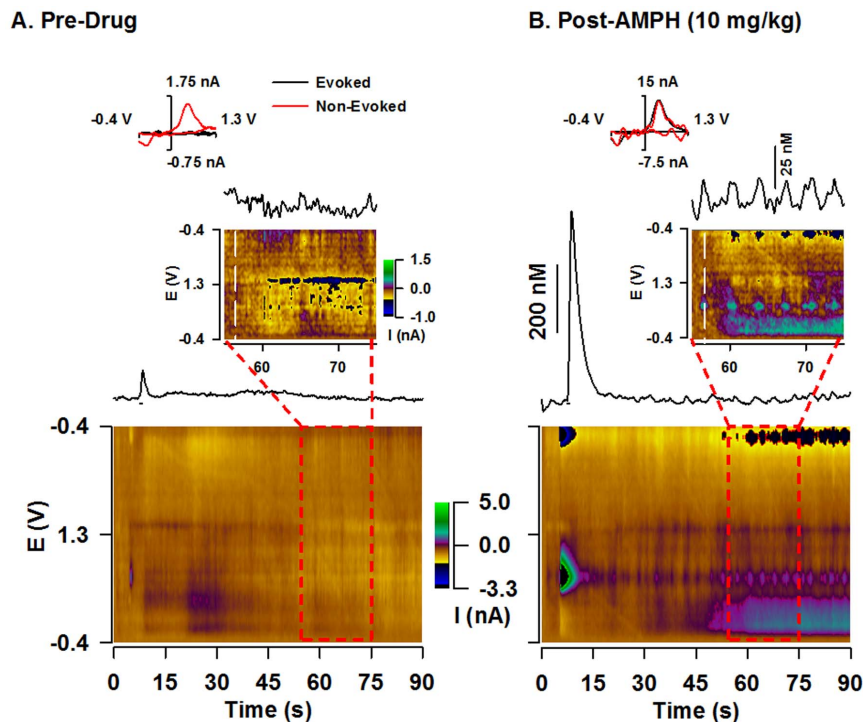 A. Pre-Drug
B. Post-AMPH (10 mg/kg)
1.75 nA
-0.4 V
1.3 V
-0.75 nA
Evoked
Non-Evoked
15 nA
-0.4 V
1.3 V
-7.5 nA
25 nM
-0.4
1.3
-0.4
E (V)
60
70
1.5
0.0
-1.0
I (nA)
200 nM
-0.4
1.3
-0.4
E (V)
60
70
-0.4
1.3
-0.4
E (V)
5.0
0.0
-3.3
I (nA)
0 15 30 45 60 75 90
Time (s)
0 15 30 45 60 75 90
Time (s)